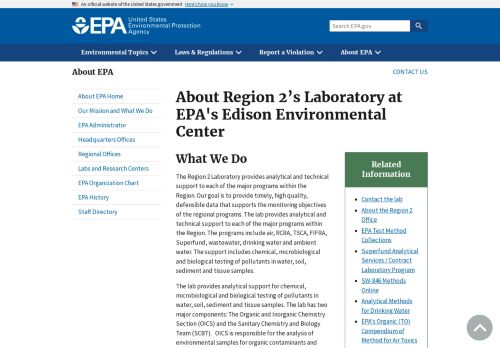 An official website of the United States government Here's how you know
EPA United States
Environmental Protection
Agency
Search EPA.gov
Environmental Topics Laws & Regulations Report a Violation About EPA
About EPA
CONTACT US
About EPA Home
Our Mission and What We Do
EPA Administrator
Headquarters Offices
Regional Offices
Labs and Research Centers
EPA Organization Chart
EPA History
Staff Directory
About Region 2’s Laboratory at
EPA's Edison Environmental
Center
What We Do
The Region 2 Laboratory provides analytical and technical
support to each of the major programs within the
Region. Our goal is to provide timely, high quality,
defensible data that supports the monitoring objectives
of the regional programs. The lab provides analytical and
technical support to each of the major programs within
the Region. The programs include air, RCRA, TSCA, FIFRA,
Superfund, wastewater, drinking water and ambient
water. The support includes chemical, microbiological
and biological testing of pollutants in water, soil,
sediment and tissue samples.
The lab provides analytical support for chemical,
microbiological and biological testing of pollutants in
water, soil, sediment and tissue samples. The lab has two
major components: The Organic and Inorganic Chemistry
Section (OICS) and the Sanitary Chemistry and Biology
Team (SCBT). OICS is responsible for the analysis of
environmental samples for organic contaminants and
Related
Information
Contact the lab
About the Region 2
Office
EPA Test Method
Collections
Superfund Analytical
Services / Contract
Laboratory Program
SW-846 Methods
Online
Analytical Methods
for Drinking Water
EPA's Organic (TO)
Compendium of
Method for Air Toxics